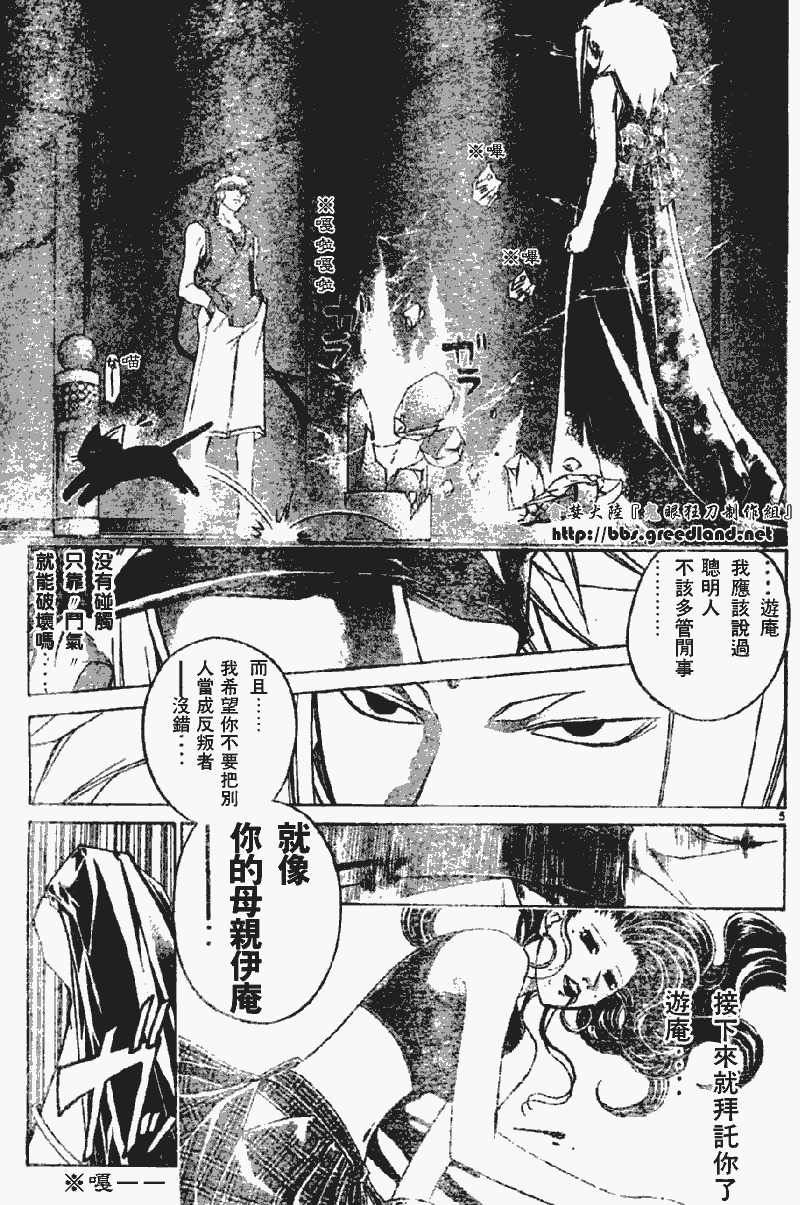 ※嗶
※嗶
※嘎啦嘎啦
ガラ
ガラ
喵
なー
女大陸『 眼狂刀制作組』
http://bbs.greedland.net
…遊庵
我應該說過
聰明人
不該多管閒事
………
沒有碰觸
只靠〝鬥氣〞
就能破壞嗎…
而且……
我希望你不要把別
人當成反叛者
——沒錯…
5
就像
你的母親伊庵
——…
接下來就拜託你了
遊庵……
※嘎——